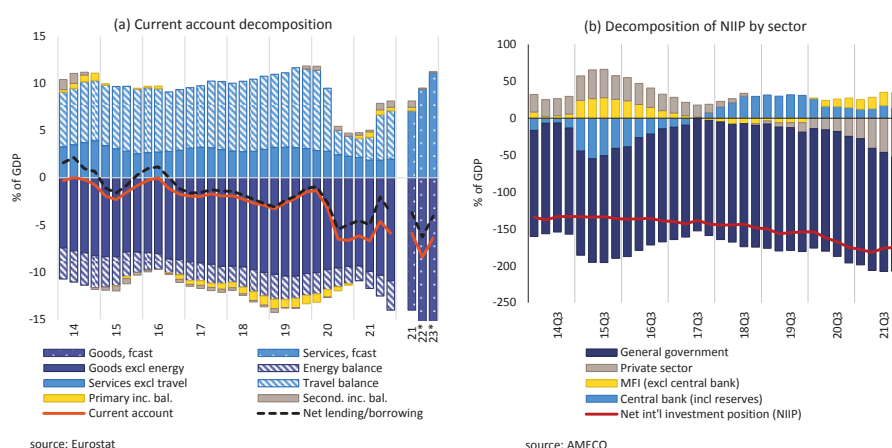 (a) Current account decomposition
15
10
5
0
-5
-10
-15
% of GDP
14
15
16
17
18
19
20
21
21
22*
23*
Goods, fcast
Services, fcast
Goods excl energy
Energy balance
Services excl travel
Travel balance
Primary inc. bal.
Second. inc. bal.
Current account
Net lending/borrowing
source: Eurostat
(b) Decomposition of NIIP by sector
100
50
0
-50
-100
-150
-200
-250
% of GDP
14Q3
15Q3
16Q3
17Q3
18Q3
19Q3
20Q3
21Q3
General government
Private sector
MFI (excl central bank)
Central bank (incl reserves)
Net int'l investment position (NIIP)
source: AMECO